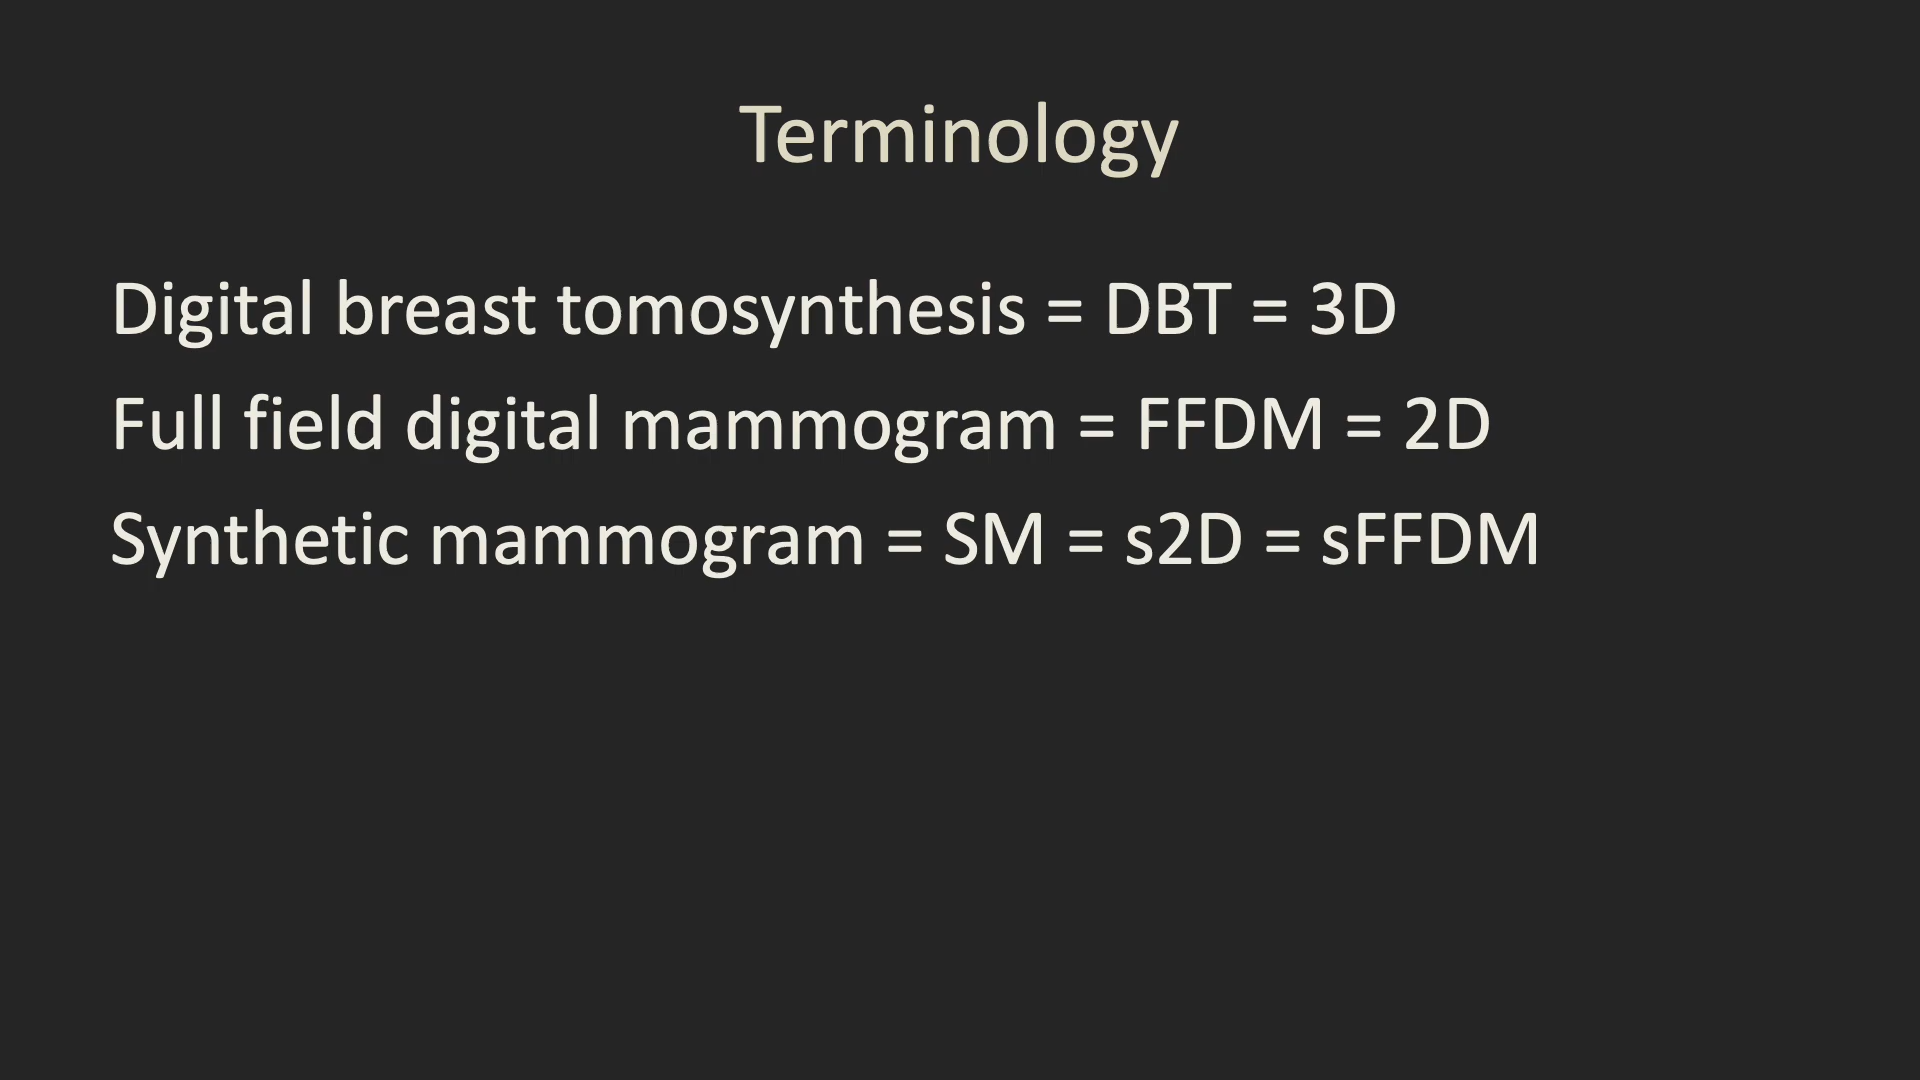 Terminology
Digital breast tomosynthesis = DBT = 3D
Full field digital mammogram = FFDM = 2D
Synthetic mammogram = SM = s2D = sFFDM